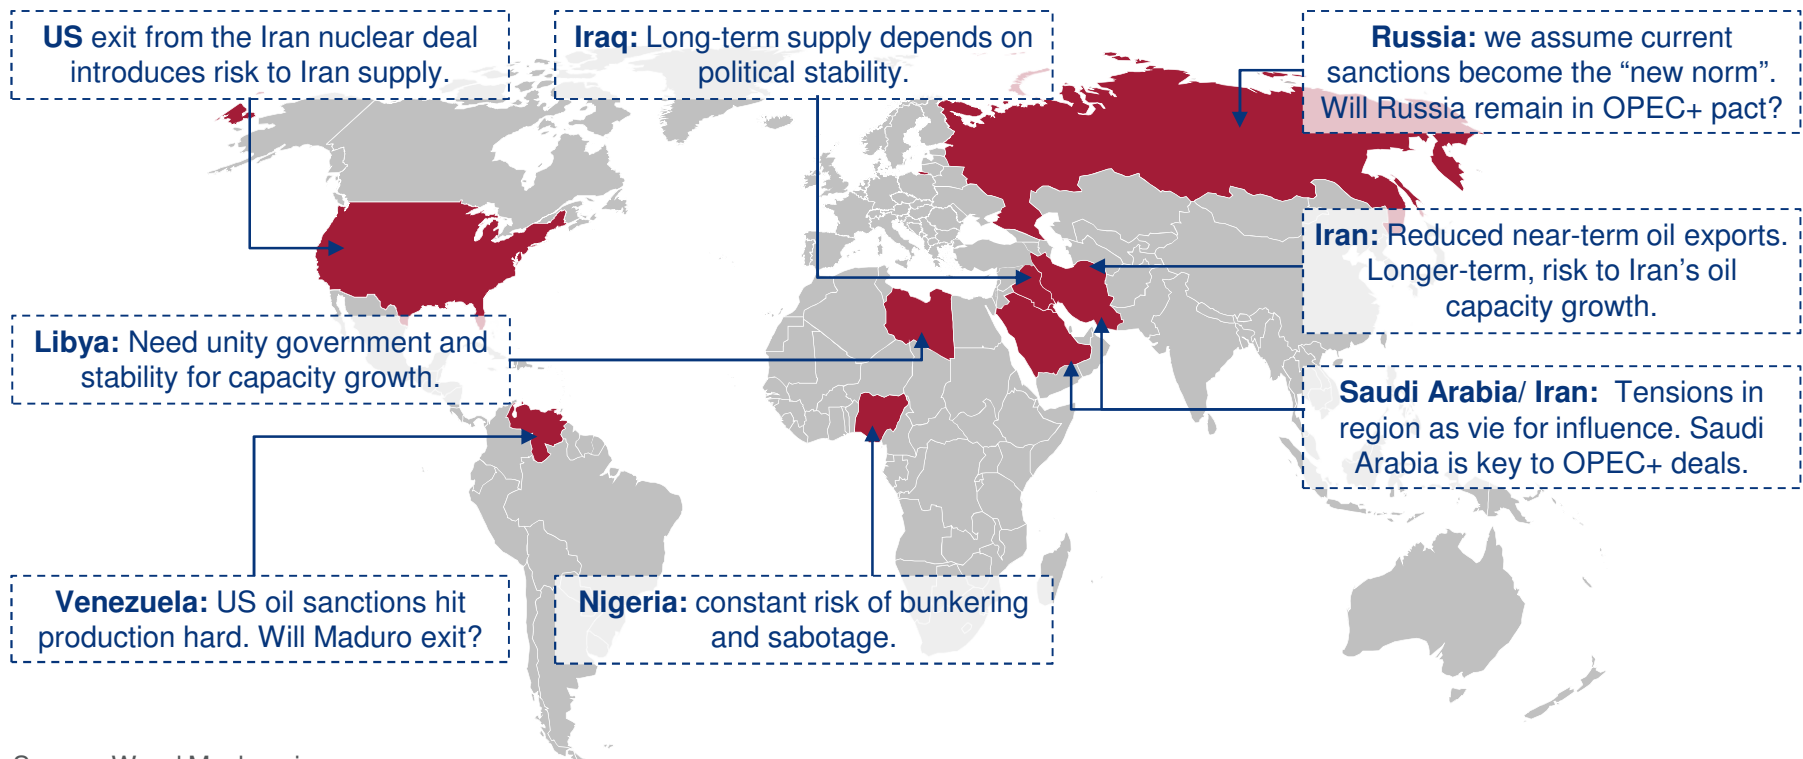 US exit from the Iran nuclear deal
introduces risk to Iran supply.
Iraq: Long-term supply depends on
political stability.
Russia: we assume current
sanctions become the “new norm”.
Will Russia remain in OPEC+ pact?
Iran: Reduced near-term oil exports.
Longer-term, risk to Iran’s oil
capacity growth.
Libya: Need unity government and
stability for capacity growth.
Saudi Arabia/ Iran: Tensions in
region as vie for influence. Saudi
Arabia is key to OPEC+ deals.
Venezuela: US oil sanctions hit
production hard. Will Maduro exit?
Nigeria: constant risk of bunkering
and sabotage.